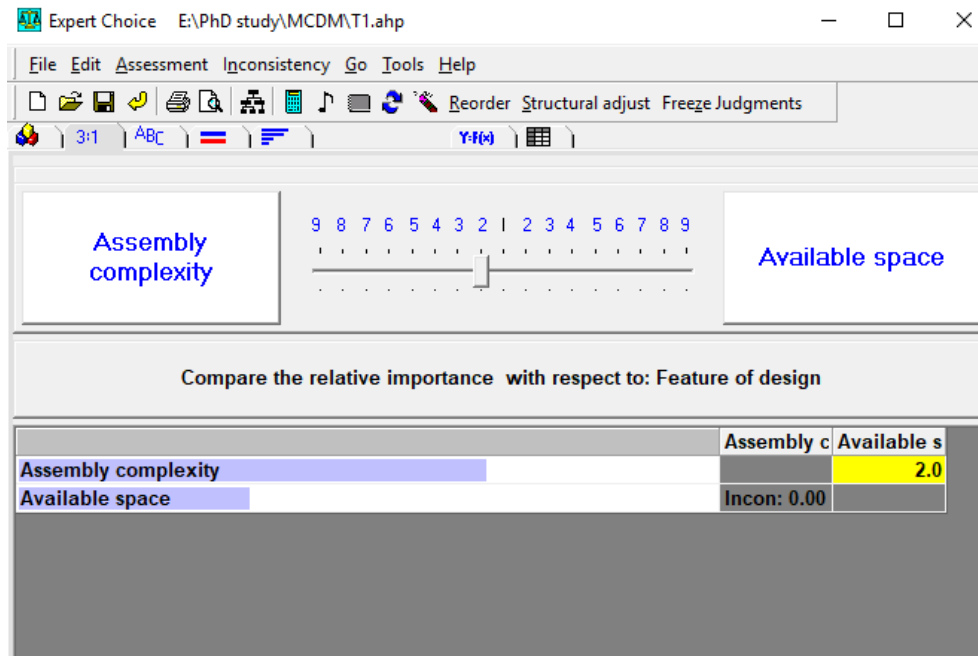 Expert Choice E:\PhD study\MCDM\T1.ahp
File Edit Assessment Inconsistency Go Tools Help
Reorder Structural adjust Freeze Judgments
3:1 ABC Y=F(x)
Assembly
complexity
9 8 7 6 5 4 3 2 1 2 3 4 5 6 7 8 9
Available space
Compare the relative importance with respect to: Feature of design
Assembly c Available s
Assembly complexity 2.0
Available space Incon: 0.00